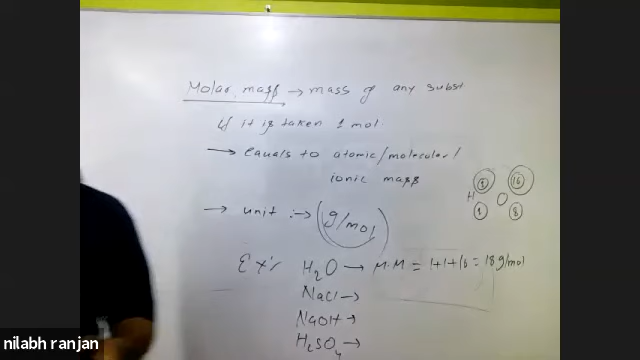 Molar mass → mass of any subst.
if it is taken 1 mol.
→ equals to atomic/molecular/
ionic mass
1 16
H O
1 8
→ unit :→ (g/mol)
Ex's H₂O → M.M = 1+1+16 = 18 g/mol
NaCl →
NaOH →
H₂SO₄ →
nilabh ranjan